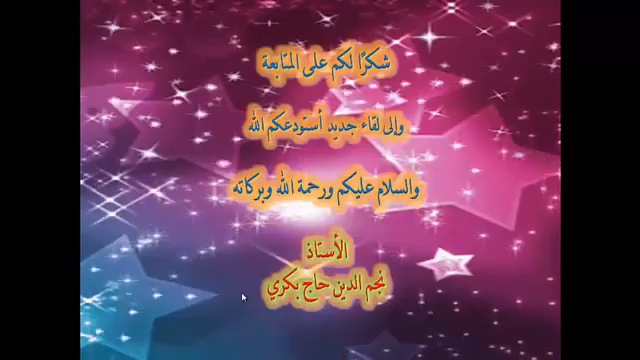 شكرًا لكم على المتابعة
وإلى لقاء جديد أستودعكم الله
والسلام عليكم ورحمة الله وبركاته
الأستاذ
نجم الدين حاج بكري